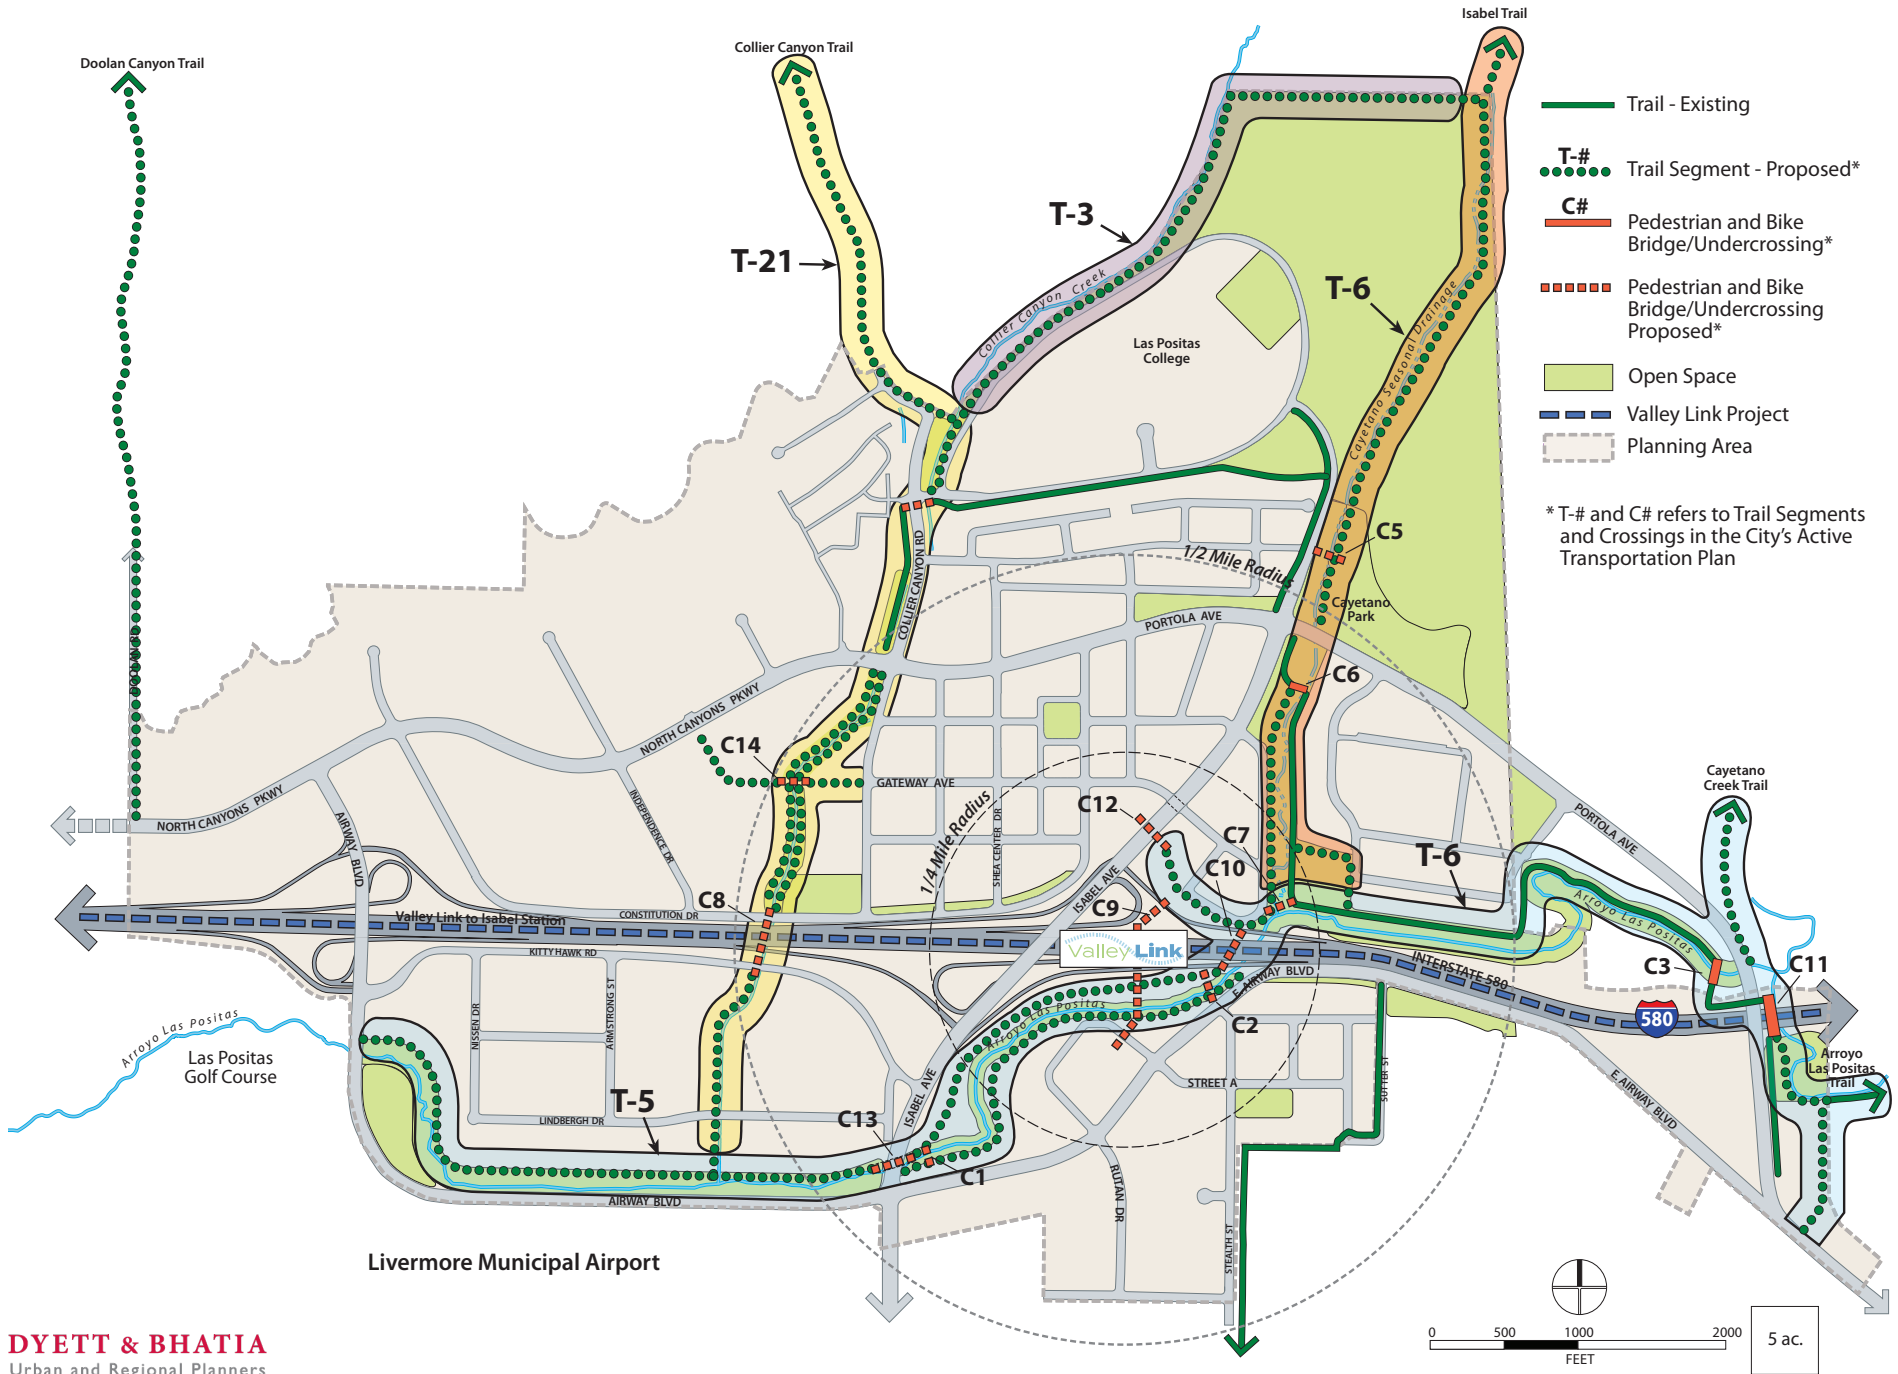 Isabel Trail
Collier Canyon Trail
Doolan Canyon Trail
Trail - Existing
T-#
Trail Segment - Proposed*
C#
Pedestrian and Bike
Bridge/Undercrossing*
Pedestrian and Bike
Bridge/Undercrossing
Proposed*
Open Space
Valley Link Project
Planning Area
* T-# and C# refers to Trail Segments
and Crossings in the City's Active
Transportation Plan
T-3
T-21
T-6
Collier Canyon Creek
Cayetano Seasonal Drainage
Las Positas
College
C5
1/2 Mile Radius
Cayetano
Park
COLLIER CANYON RD
PORTOLA AVE
DOOLAN RD
C6
NORTH CANYONS PKWY
C14
GATEWAY AVE
Cayetano
Creek Trail
INDEPENDENCE DR
SHEA CENTER DR
1/4 Mile Radius
C12
C7
C10
T-6
PORTOLA AVE
NORTH CANYONS PKWY
AIRWAY BLVD
ISABEL AVE
C8
C9
CONSTITUTION DR
Valley Link to Isabel Station
Valley Link
KITTY HAWK RD
Arroyo Las Positas
INTERSTATE 580
C3
C11
E. AIRWAY BLVD
C2
580
Arroyo Las Positas
Arroyo Las Positas
NISSEN DR
ARMSTRONG ST
Las Positas
Golf Course
Arroyo
Las Positas
Trail
STREET A
SUTTER ST
E. AIRWAY BLVD
T-5
LINDBERGH DR
C13
ISABEL AVE
C1
RUTAN DR
AIRWAY BLVD
STEALTH ST
Livermore Municipal Airport
0 500 1000 2000
FEET
5 ac.
DYETT & BHATIA
Urban and Regional Planners